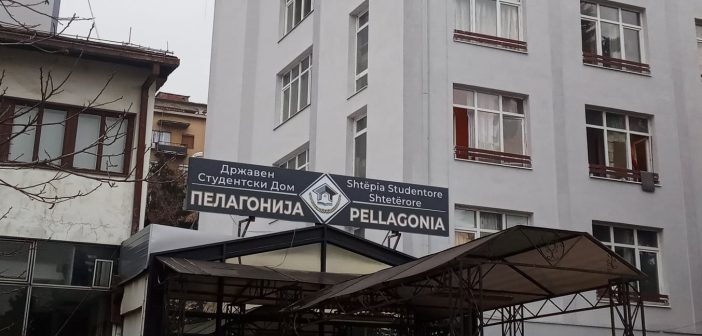 Државен
Студентски Дом
ПЕЛАГОНИЈА
Shtëpia Studentore
Shtetërore
PELLAGONIA